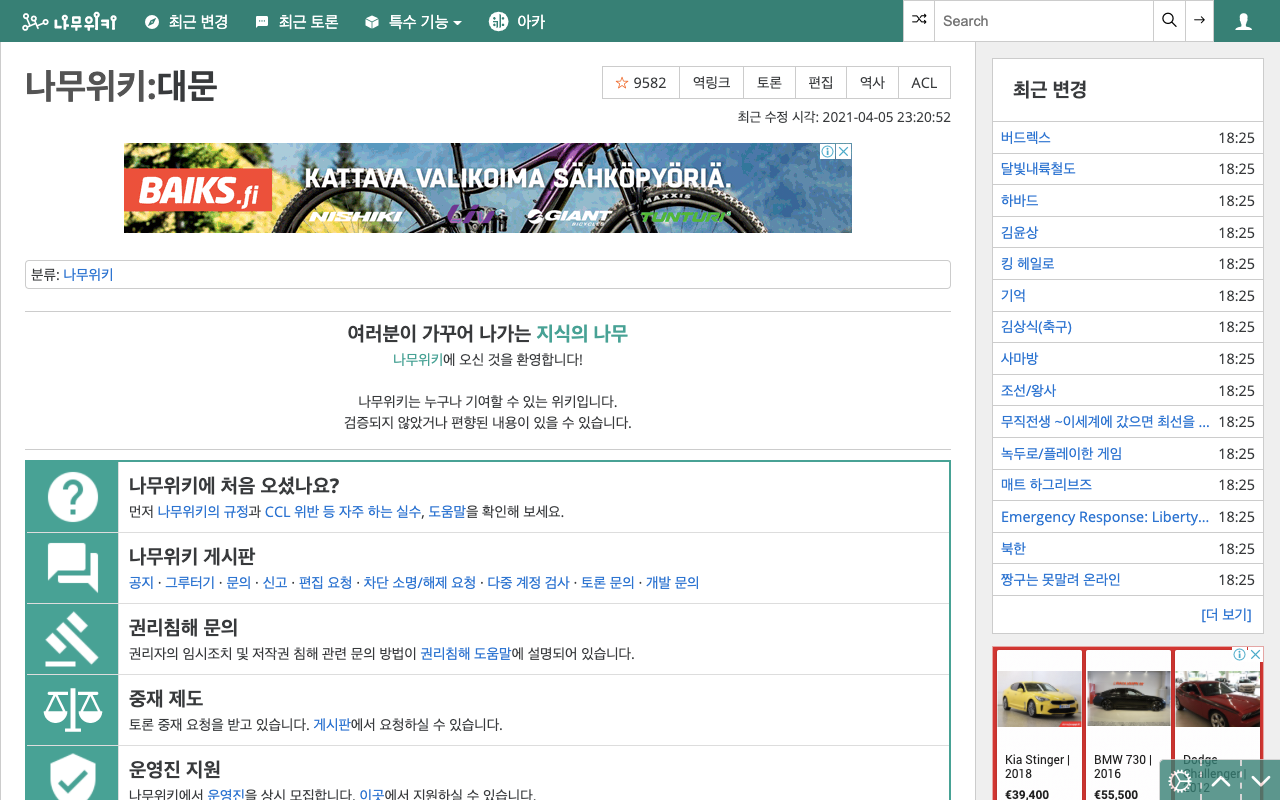 나무위키
최근 변경
최근 토론
특수 기능
아카
Search
나무위키:대문
9582
역링크
토론
편집
역사
ACL
최근 수정 시각: 2021-04-05 23:20:52
BAIKS.fi
KATTAVA VALIKOIMA SÄHKÖPYÖRIÄ.
NISHIKI
Liv
GIANT
BICYCLES
TUNTURI
MAXXIS
분류: 나무위키
여러분이 가꾸어 나가는 지식의 나무
나무위키에 오신 것을 환영합니다!
나무위키는 누구나 기여할 수 있는 위키입니다.
검증되지 않았거나 편향된 내용이 있을 수 있습니다.
나무위키에 처음 오셨나요?
먼저 나무위키의 규정과 CCL 위반 등 자주 하는 실수, 도움말을 확인해 보세요.
나무위키 게시판
공지 · 그루터기 · 문의 · 신고 · 편집 요청 · 차단 소명/해제 요청 · 다중 계정 검사 · 토론 문의 · 개발 문의
권리침해 문의
권리자의 임시조치 및 저작권 침해 관련 문의 방법이 권리침해 도움말에 설명되어 있습니다.
중재 제도
토론 중재 요청을 받고 있습니다. 게시판에서 요청하실 수 있습니다.
운영진 지원
나무위키에서 운영진을 상시 모집합니다. 이곳에서 지원하실 수 있습니다.
최근 변경
버드렉스 18:25
달빛내륙철도 18:25
하바드 18:25
김윤상 18:25
킹 헤일로 18:25
기억 18:25
김상식(축구) 18:25
사마방 18:25
조선/왕사 18:25
무직전생 ~이세계에 갔으면 최선을 ... 18:25
녹두로/플레이한 게임 18:25
매트 하그리브즈 18:25
Emergency Response: Liberty... 18:25
북한 18:25
짱구는 못말려 온라인 18:25
[더 보기]
Kia Stinger |
2018
€39,400
BMW 730 |
2016
€55,500
Dodge
Challenger |
2012